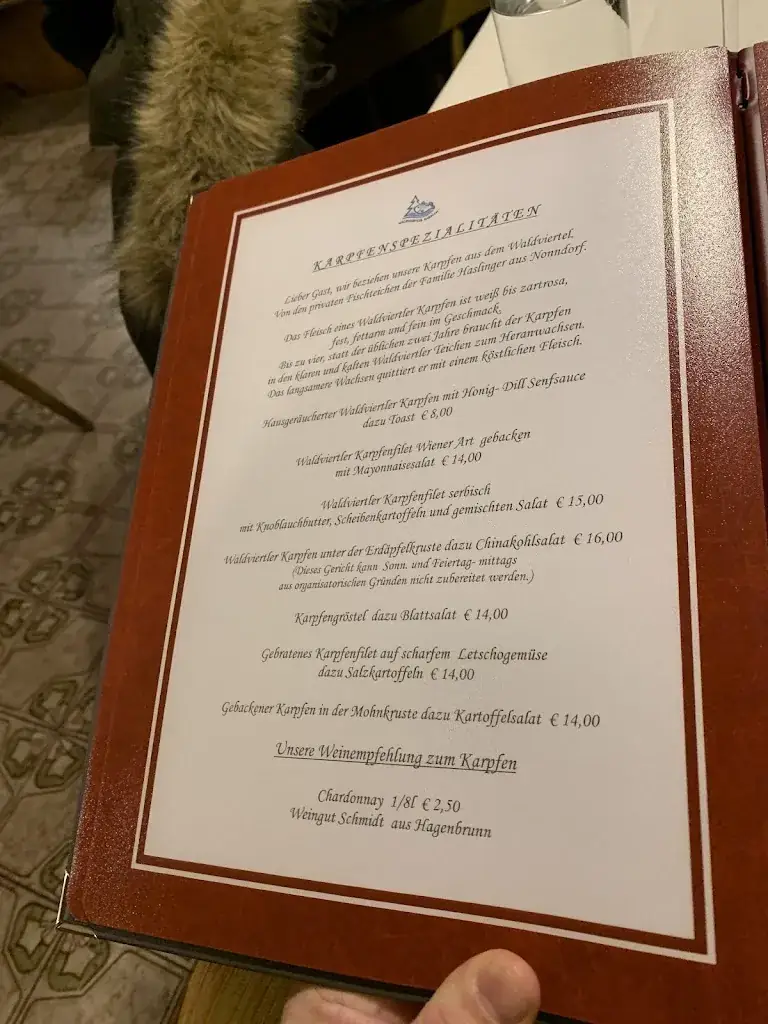 KARPFENSPEZIALITÄTEN
Lieber Gast, wir beziehen unsere Karpfen aus dem Waldviertel.
Von den privaten Fischteichen der Familie Haslinger aus Nonndorf.
Das Fleisch eines Waldviertler Karpfen ist weiß bis zartrosa,
fest, fettarm und fein im Geschmack.
Bis zu vier, statt der üblichen zwei Jahre braucht der Karpfen
in den klaren und kalten Waldviertler Teichen zum Heranwachsen.
Das langsamere Wachsen quittiert er mit einem köstlichen Fleisch.
Hausgeräucherter Waldviertler Karpfen mit Honig- Dill Senfsauce
dazu Toast € 8,00
Waldviertler Karpfenfilet Wiener Art gebacken
mit Mayonnaisesalat € 14,00
Waldviertler Karpfenfilet serbisch
mit Knoblauchbutter, Scheibenkartoffeln und gemischten Salat € 15,00
Waldviertler Karpfen unter der Erdäpfelkruste dazu Chinakohlsalat € 16,00
(Dieses Gericht kann Sonn. und Feiertag- mittags
aus organisatorischen Gründen nicht zubereitet werden.)
Karpfengröstel dazu Blattsalat € 14,00
Gebratenes Karpfenfilet auf scharfem Letschogemüse
dazu Salzkartoffeln € 14,00
Gebackener Karpfen in der Mohnkruste dazu Kartoffelsalat € 14,00
Unsere Weinempfehlung zum Karpfen
Chardonnay 1/8l € 2,50
Weingut Schmidt aus Hagenbrunn